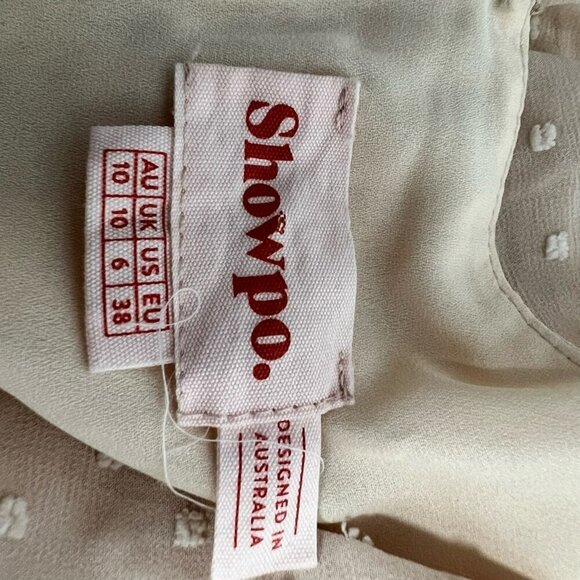 Showpo.
AU UK US EU
10 10 6 38
DESIGNED IN
AUSTRALIA